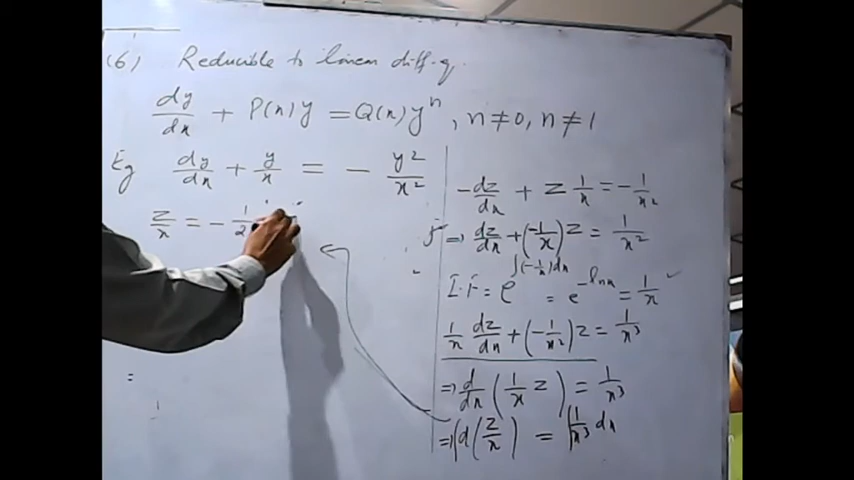 (6) Reducible to linear diff. eq.
dy/dx + P(x)y = Q(x)y^n, n≠0, n≠1
Eg dy/dx + y/x = - y²/x²
z/x = - 1/2
-dz/dx + z 1/x = - 1/x²
=> dz/dx + (-1/x) z = 1/x²
I.F = e^∫(-1/x)dx = e^-lnx = 1/x
1/x dz/dx + (-1/x²) z = 1/x³
=> d/dx (1/x z) = 1/x³
=> ∫d(z/x) = ∫1/x³ dx